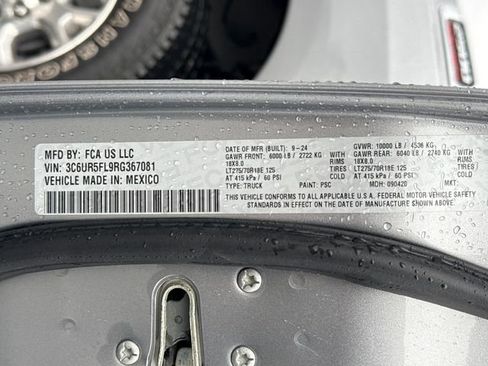 MFD BY: FCA US LLC
VIN: 3C6UR5FL9RG367081
VEHICLE MADE IN: MEXICO
DATE OF MFR (BUILT): 9-24 GVWR: 10000 LB / 4536 KG
GAWR FRONT: 6000 LB / 2722 KG GAWR REAR: 6040 LB / 2740 KG
18X8.0 RIMS 18X8.0 RIMS
LT275/70R18E 125 TIRES LT275/70R18E 125 TIRES
AT 415 kPa / 60 PSI COLD AT 415 kPa / 60 PSI COLD
TYPE: TRUCK PAINT: PSC MDH: 090420
THIS VEHICLE CONFORMS TO ALL APPLICABLE U.S.A. FEDERAL MOTOR VEHICLE SAFETY
STANDARDS IN EFFECT ON THE DATE OF MANUFACTURE SHOWN ABOVE